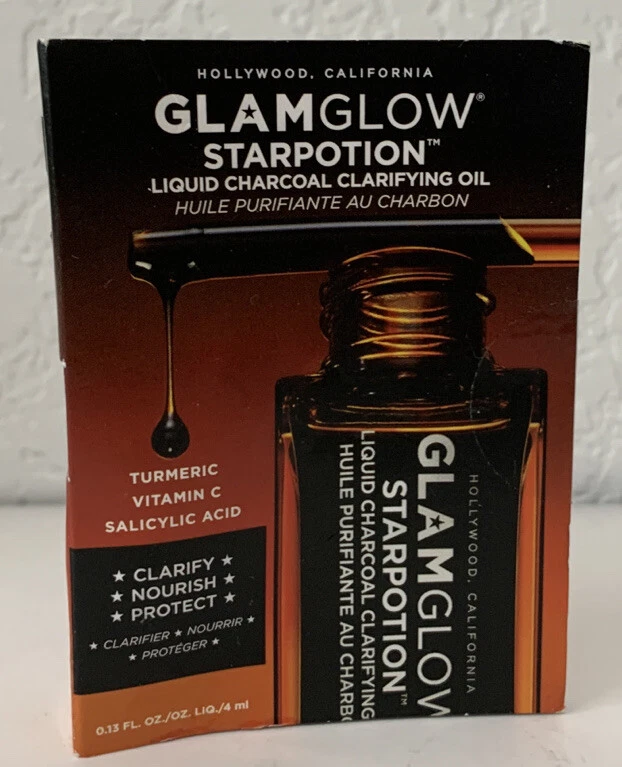 HOLLYWOOD, CALIFORNIA
GLAMGLOW®
STARPOTION™
LIQUID CHARCOAL CLARIFYING OIL
HUILE PURIFIANTE AU CHARBON
TURMERIC
VITAMIN C
SALICYLIC ACID
★ CLARIFY ★
★ NOURISH ★
★ PROTECT ★
★ CLARIFIER ★ NOURRIR ★
★ PROTÉGER ★
0.13 FL. OZ./OZ. LIQ./4 ml
HOLLYWOOD, CALIFORNIA
GLAMGLOW
STARPOTION™
LIQUID CHARCOAL CLARIFYING
HUILE PURIFIANTE AU CHARBO